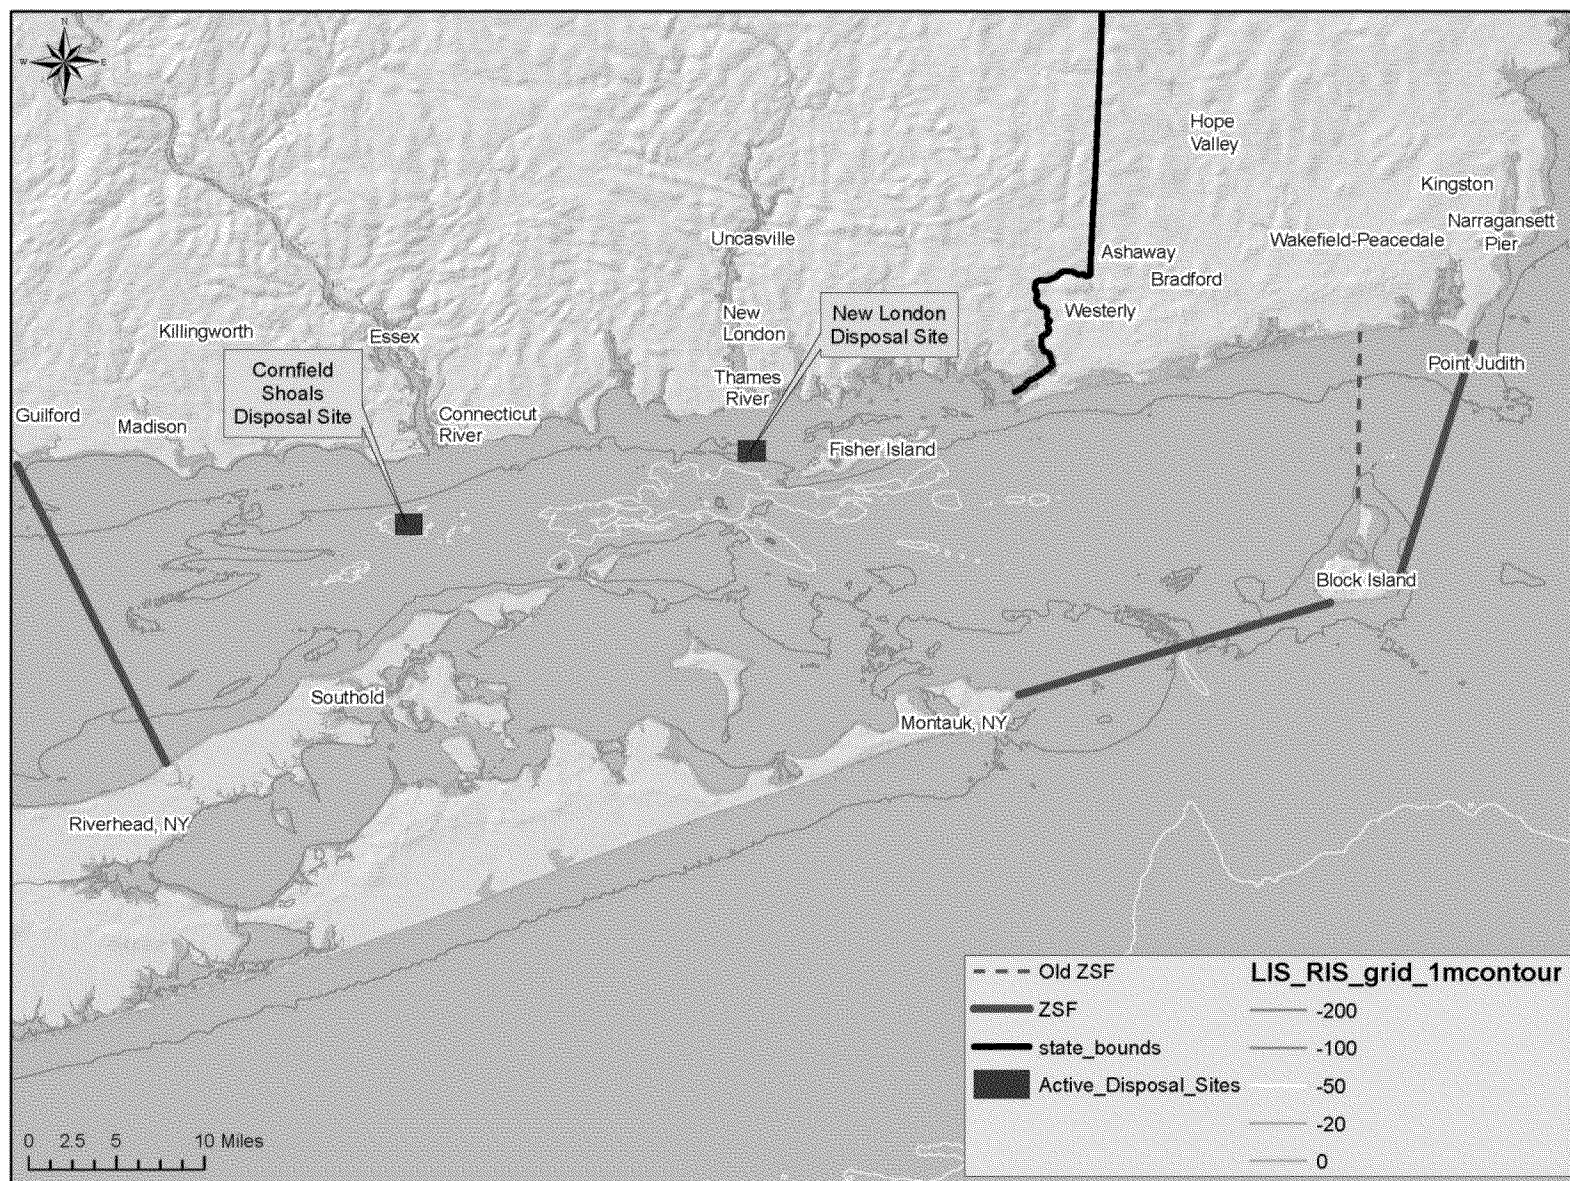 N
W
E
S
Hope
Valley
Kingston
Narragansett
Pier
Uncasville
Wakefield-Peacedale
Ashaway
Bradford
Westerly
New London
Disposal Site
New
London
Killingworth
Essex
Cornfield
Shoals
Disposal Site
Thames
River
Point Judith
Guilford
Madison
Connecticut
River
Fisher Island
Block Island
Southold
Montauk, NY
Riverhead, NY
Old ZSF
ZSF
state_bounds
Active_Disposal_Sites
LIS_RIS_grid_1mcontour
-200
-100
-50
-20
0
0 2.5 5 10 Miles